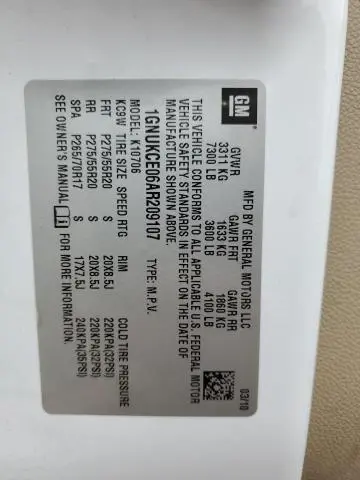 GM
MFD BY GENERAL MOTORS LLC
03/10
GVWR GAWR FRT GAWR RR
3311 KG 1633 KG 1860 KG
7300 LB 3600 LB 4100 LB
THIS VEHICLE CONFORMS TO ALL APPLICABLE U.S. FEDERAL MOTOR
VEHICLE SAFETY STANDARDS IN EFFECT ON THE DATE OF
MANUFACTURE SHOWN ABOVE.
1GNUKCE06AR209107 TYPE: M.P.V.
MODEL: K10706
KC9W TIRE SIZE SPEED RTG RIM COLD TIRE PRESSURE
FRT P275/55R20 S 20X8.5J 220KPA(32PSI)
RR P275/55R20 S 20X8.5J 220KPA(32PSI)
SPA P265/70R17 S 17X7.5J 240KPA(35PSI)
SEE OWNER'S MANUAL FOR MORE INFORMATION.